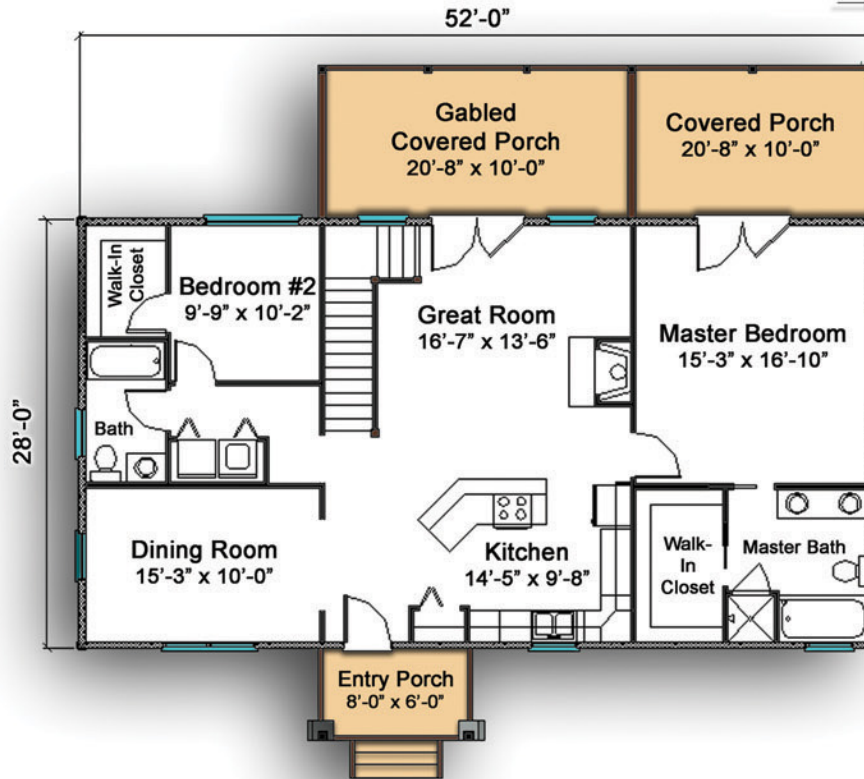 52’-0”
Gabled
Covered Porch
20’-8” x 10’-0”
Covered Porch
20’-8” x 10’-0”
28’-0”
Walk-In
Closet
Bedroom #2
9’-9” x 10’-2”
Great Room
16’-7” x 13’-6”
Master Bedroom
15’-3” x 16’-10”
Bath
Dining Room
15’-3” x 10’-0”
Kitchen
14’-5” x 9’-8”
Walk-
In
Closet
Master Bath
Entry Porch
8’-0” x 6’-0”